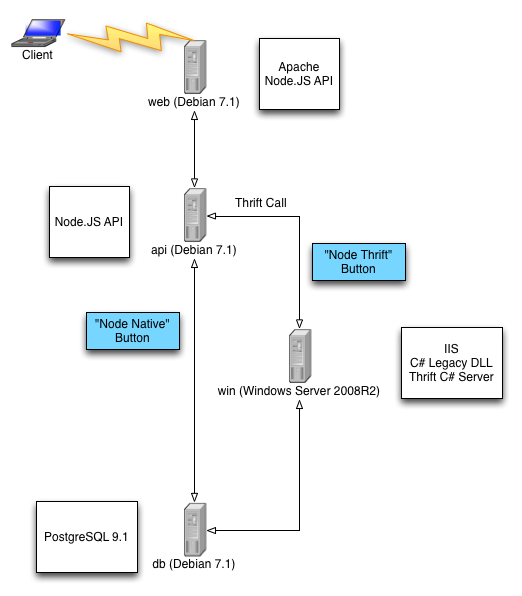 Client
Apache
Node.JS API
web (Debian 7.1)
Thrift Call
Node.JS API
api (Debian 7.1)
"Node Thrift"
Button
"Node Native"
Button
IIS
C# Legacy DLL
Thrift C# Server
win (Windows Server 2008R2)
PostgreSQL 9.1
db (Debian 7.1)